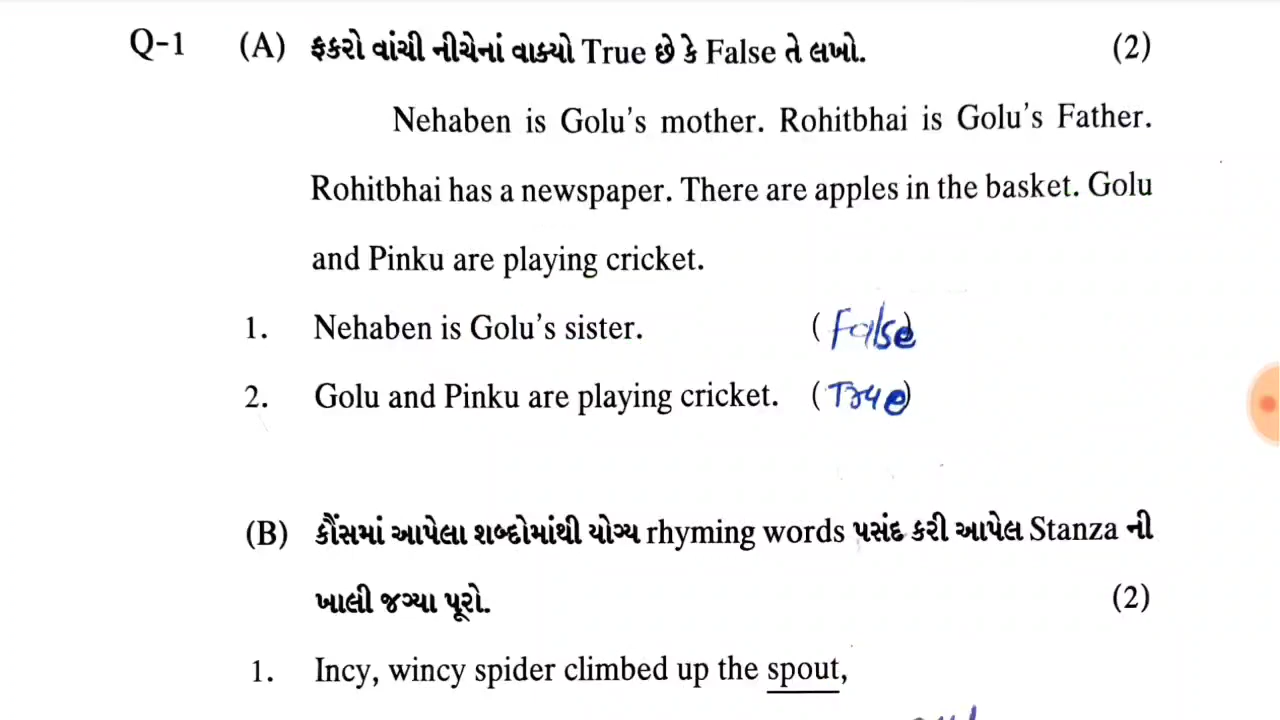 Q-1 (A) ફકરો વાંચી નીચેનાં વાક્યો True છે કે False તે લખો. (2)
Nehaben is Golu's mother. Rohitbhai is Golu's Father.
Rohitbhai has a newspaper. There are apples in the basket. Golu
and Pinku are playing cricket.
1. Nehaben is Golu's sister. (False)
2. Golu and Pinku are playing cricket. (True)
(B) કૌંસમાં આપેલા શબ્દોમાંથી યોગ્ય rhyming words પસંદ કરી આપેલ Stanza ની
ખાલી જગ્યા પૂરો. (2)
1. Incy, wincy spider climbed up the spout,